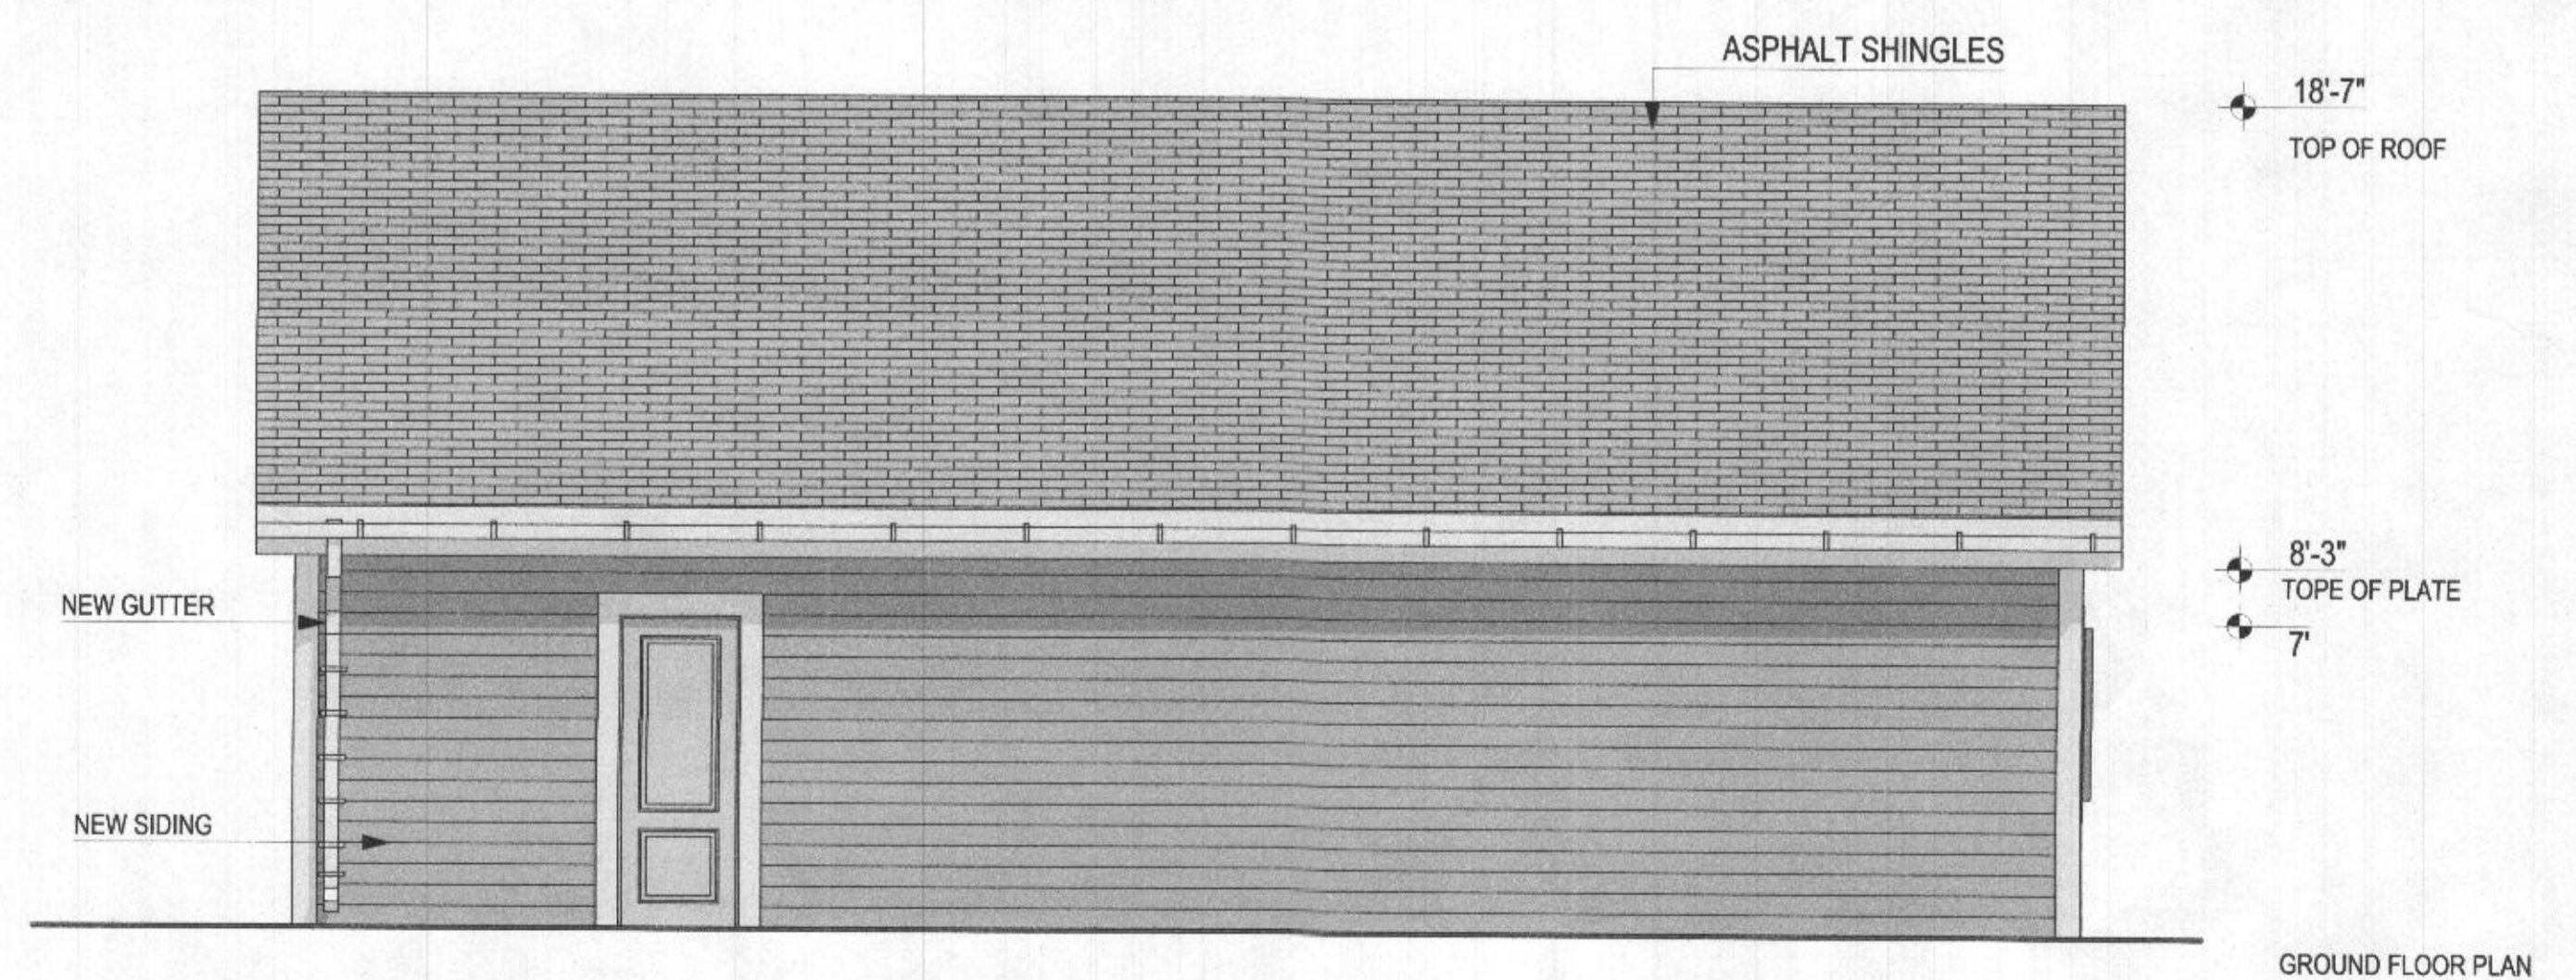 ASPHALT SHINGLES
18'-7"
TOP OF ROOF
8'-3"
TOPE OF PLATE
7'
NEW GUTTER
NEW SIDING
GROUND FLOOR PLAN